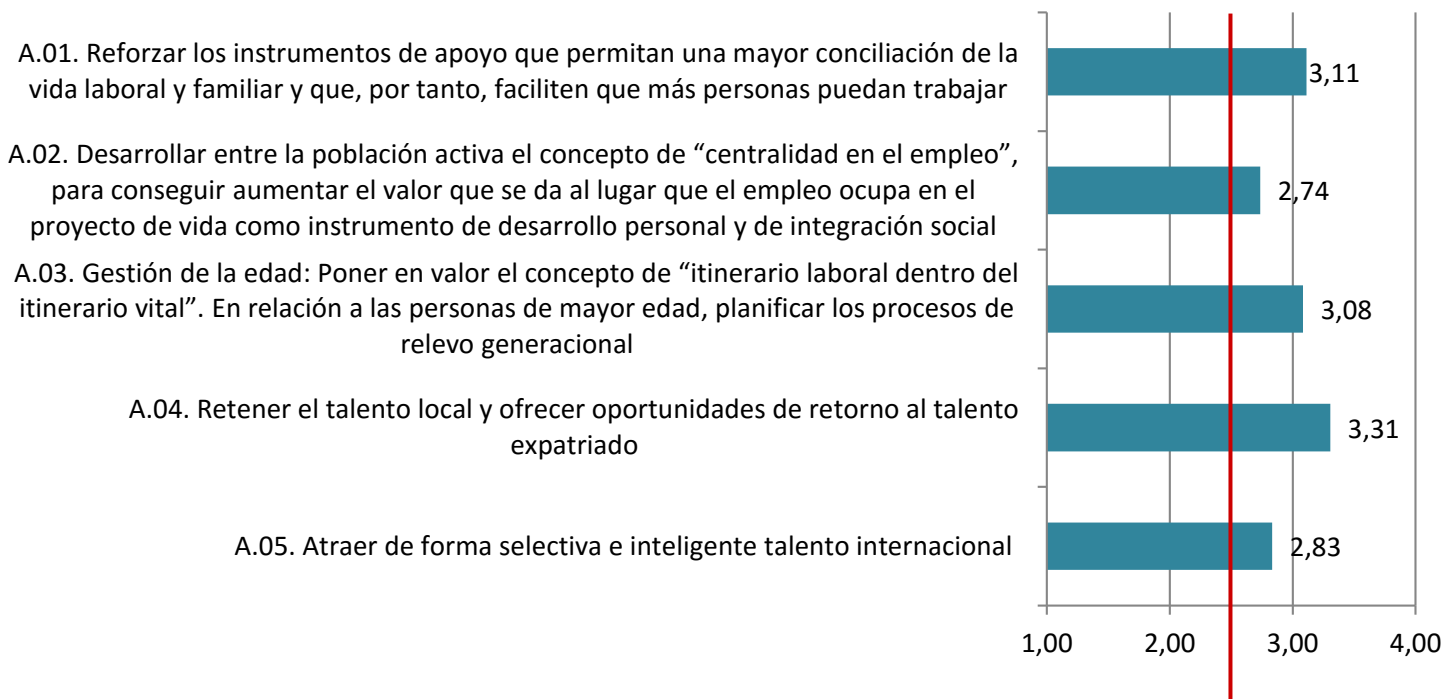 A.01. Reforzar los instrumentos de apoyo que permitan una mayor conciliación de la
vida laboral y familiar y que, por tanto, faciliten que más personas puedan trabajar
3,11
A.02. Desarrollar entre la población activa el concepto de “centralidad en el empleo”,
para conseguir aumentar el valor que se da al lugar que el empleo ocupa en el
proyecto de vida como instrumento de desarrollo personal y de integración social
2,74
A.03. Gestión de la edad: Poner en valor el concepto de “itinerario laboral dentro del
itinerario vital”. En relación a las personas de mayor edad, planificar los procesos de
relevo generacional
3,08
A.04. Retener el talento local y ofrecer oportunidades de retorno al talento
expatriado
3,31
A.05. Atraer de forma selectiva e inteligente talento internacional
2,83
1,00 2,00 3,00 4,00